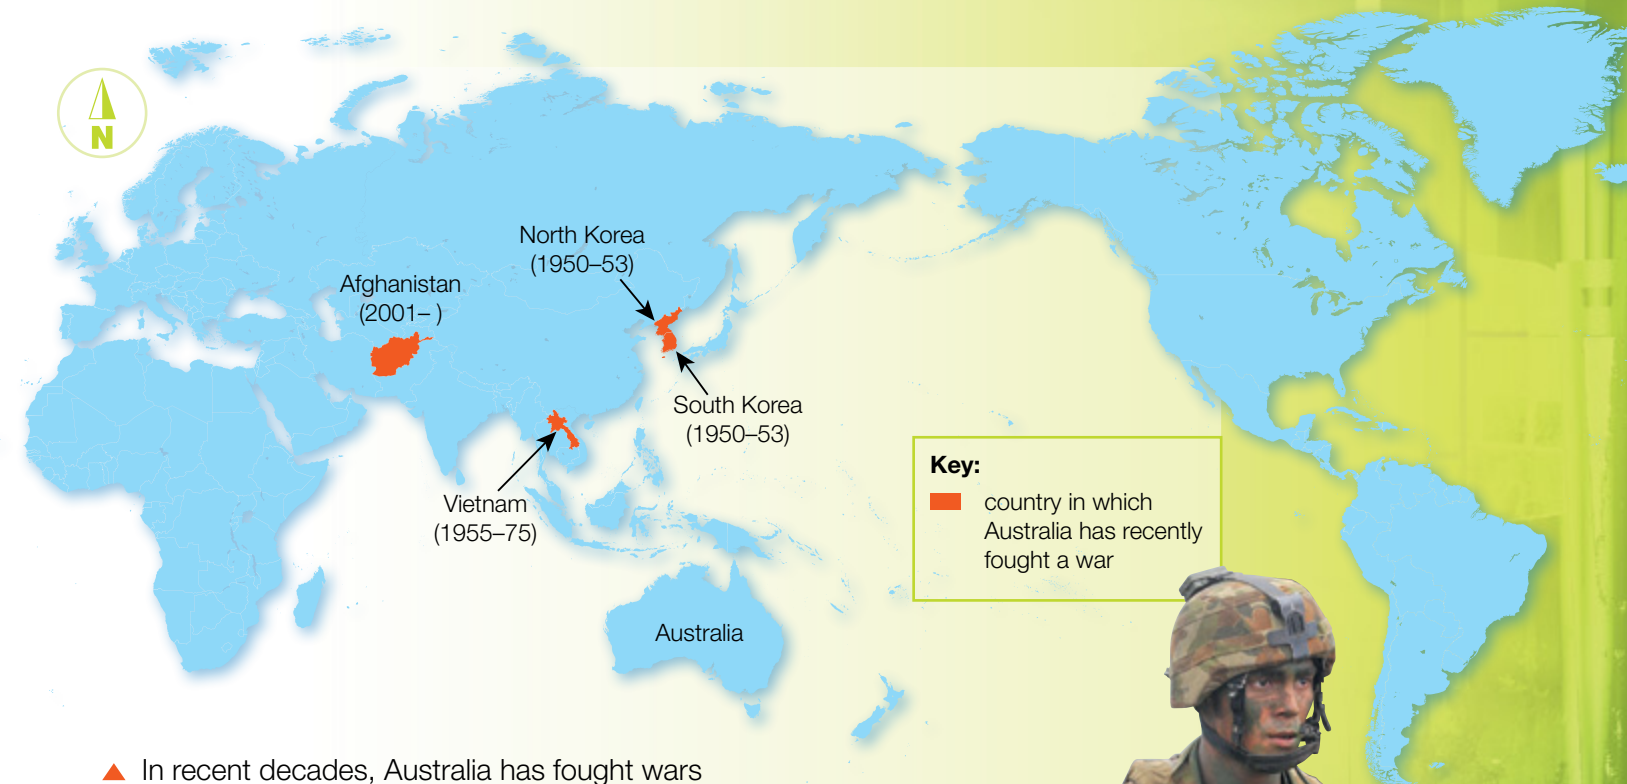 N
North Korea
(1950–53)
Afghanistan
(2001– )
South Korea
(1950–53)
Vietnam
(1955–75)
Key:
country in which
Australia has recently
fought a war
Australia
In recent decades, Australia has fought wars